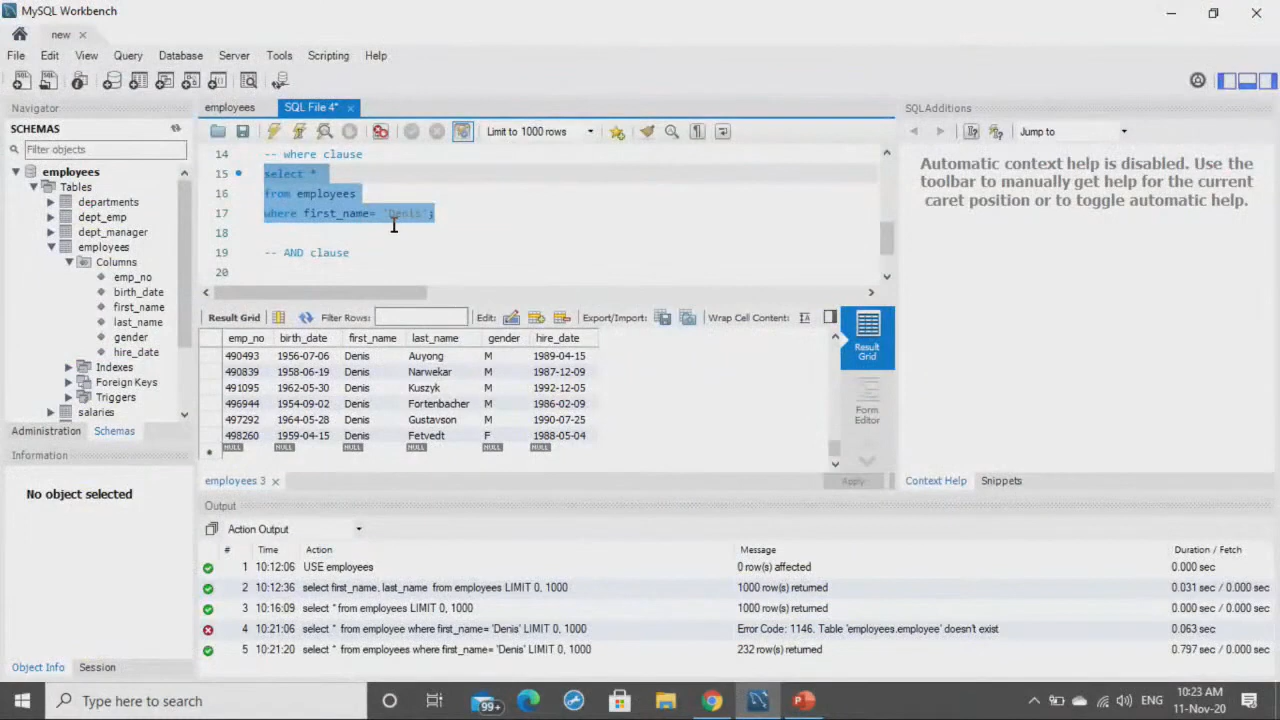 MySQL Workbench
new
File Edit View Query Database Server Tools Scripting Help
Navigator
SCHEMAS
Filter objects
employees
Tables
departments
dept_emp
dept_manager
employees
Columns
emp_no
birth_date
first_name
last_name
gender
hire_date
Indexes
Foreign Keys
Triggers
salaries
Administration Schemas
Information
No object selected
Object Info Session
employees SQL File 4*
Limit to 1000 rows
14 -- where clause
15 select *
16 from employees
17 where first_name= 'Denis';
18
19 -- AND clause
20
Result Grid Filter Rows: Edit: Export/Import: Wrap Cell Content:
emp_no birth_date first_name last_name gender hire_date
490493 1956-07-06 Denis Auyong M 1989-04-15
490839 1958-06-19 Denis Narwekar M 1987-12-09
491095 1962-05-30 Denis Kuszyk M 1992-12-05
496944 1954-09-02 Denis Fortenbacher M 1986-02-09
497292 1964-05-28 Denis Gustavson M 1990-07-25
498260 1959-04-15 Denis Fetvedt F 1988-05-04
NULL NULL NULL NULL NULL NULL
Result
Grid
Form
Editor
employees 3 Apply
SQLAdditions
Jump to
Automatic context help is disabled. Use the
toolbar to manually get help for the current
caret position or to toggle automatic help.
Context Help Snippets
Output
Action Output
# Time Action Message Duration / Fetch
1 10:12:06 USE employees 0 row(s) affected 0.000 sec
2 10:12:36 select first_name, last_name from employees LIMIT 0, 1000 1000 row(s) returned 0.031 sec / 0.000 sec
3 10:16:09 select * from employees LIMIT 0, 1000 1000 row(s) returned 0.000 sec / 0.000 sec
4 10:21:06 select * from employee where first_name= 'Denis' LIMIT 0, 1000 Error Code: 1146. Table 'employees.employee' doesn't exist 0.063 sec
5 10:21:20 select * from employees where first_name= 'Denis' LIMIT 0, 1000 232 row(s) returned 0.797 sec / 0.000 sec
Type here to search
99+
ENG
10:23 AM
11-Nov-20